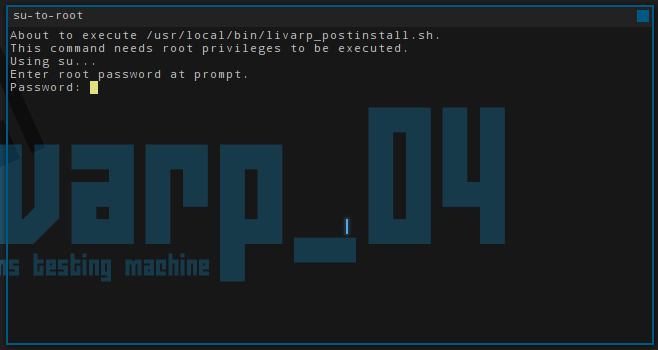 su-to-root
About to execute /usr/local/bin/livarp_postinstall.sh.
This command needs root privileges to be executed.
Using su...
Enter root password at prompt.
Password:
varp_04
ns testing machine